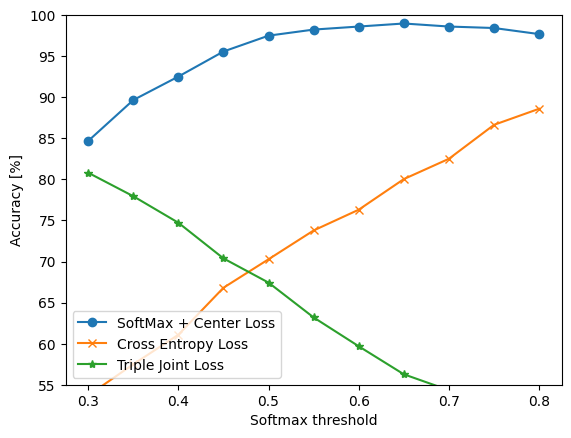 100
95
90
85
80
75
70
65
60
55
Accuracy [%]
SoftMax + Center Loss
Cross Entropy Loss
Triple Joint Loss
0.3 0.4 0.5 0.6 0.7 0.8
Softmax threshold